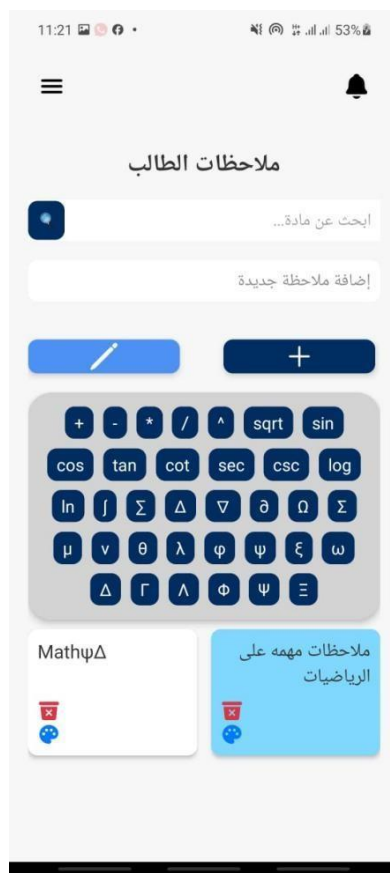 11:21
53%
ملاحظات الطالب
ابحث عن مادة...
إضافة ملاحظة جديدة
+ - * / ^ sqrt sin
cos tan cot sec csc log
ln ∫ ∑ Δ ∇ ∂ Ω Σ
μ ν θ λ φ ψ ξ ω
Δ Γ Λ Φ Ψ Ξ
MathψΔ
ملاحظات مهمه على
الرياضيات